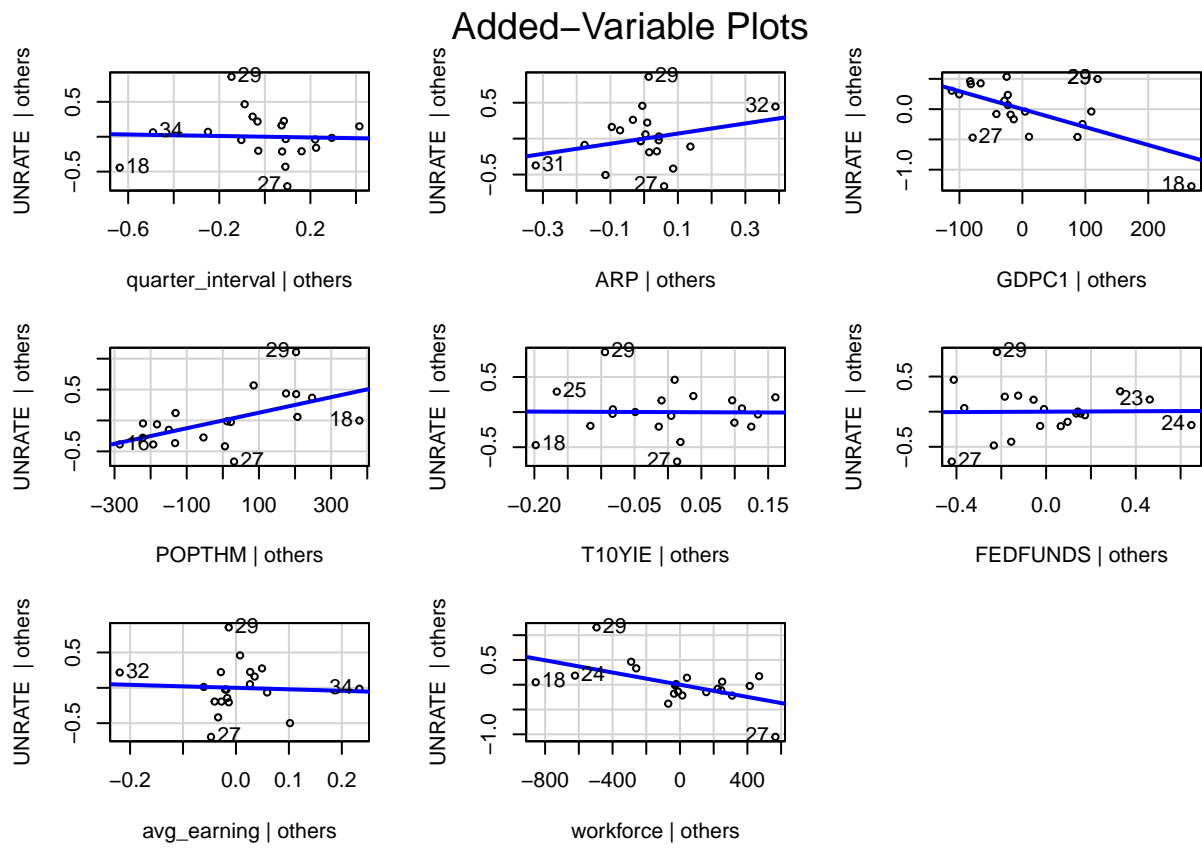 Added−Variable Plots
UNRATE | others
−0.5 0.5
29
34
18
27
−0.6 −0.2 0.2
quarter_interval | others
UNRATE | others
−0.5 0.5
29
32
31
27
−0.3 −0.1 0.1 0.3
ARP | others
UNRATE | others
−1.0 0.0
29
27
18
−100 0 100 200
GDPC1 | others
UNRATE | others
−0.5 0.5
29
18
16
27
−300 −100 100 300
POPTHM | others
UNRATE | others
−0.5 0.5
29
25
18
27
−0.20 −0.05 0.05 0.15
T10YIE | others
UNRATE | others
−0.5 0.5
29
23
24
27
−0.4 0.0 0.4
FEDFUNDS | others
UNRATE | others
−0.5 0.5
29
32
34
27
−0.2 0.0 0.1 0.2
avg_earning | others
UNRATE | others
−1.0 0.5
29
24
18
27
−800 −400 0 400
workforce | others